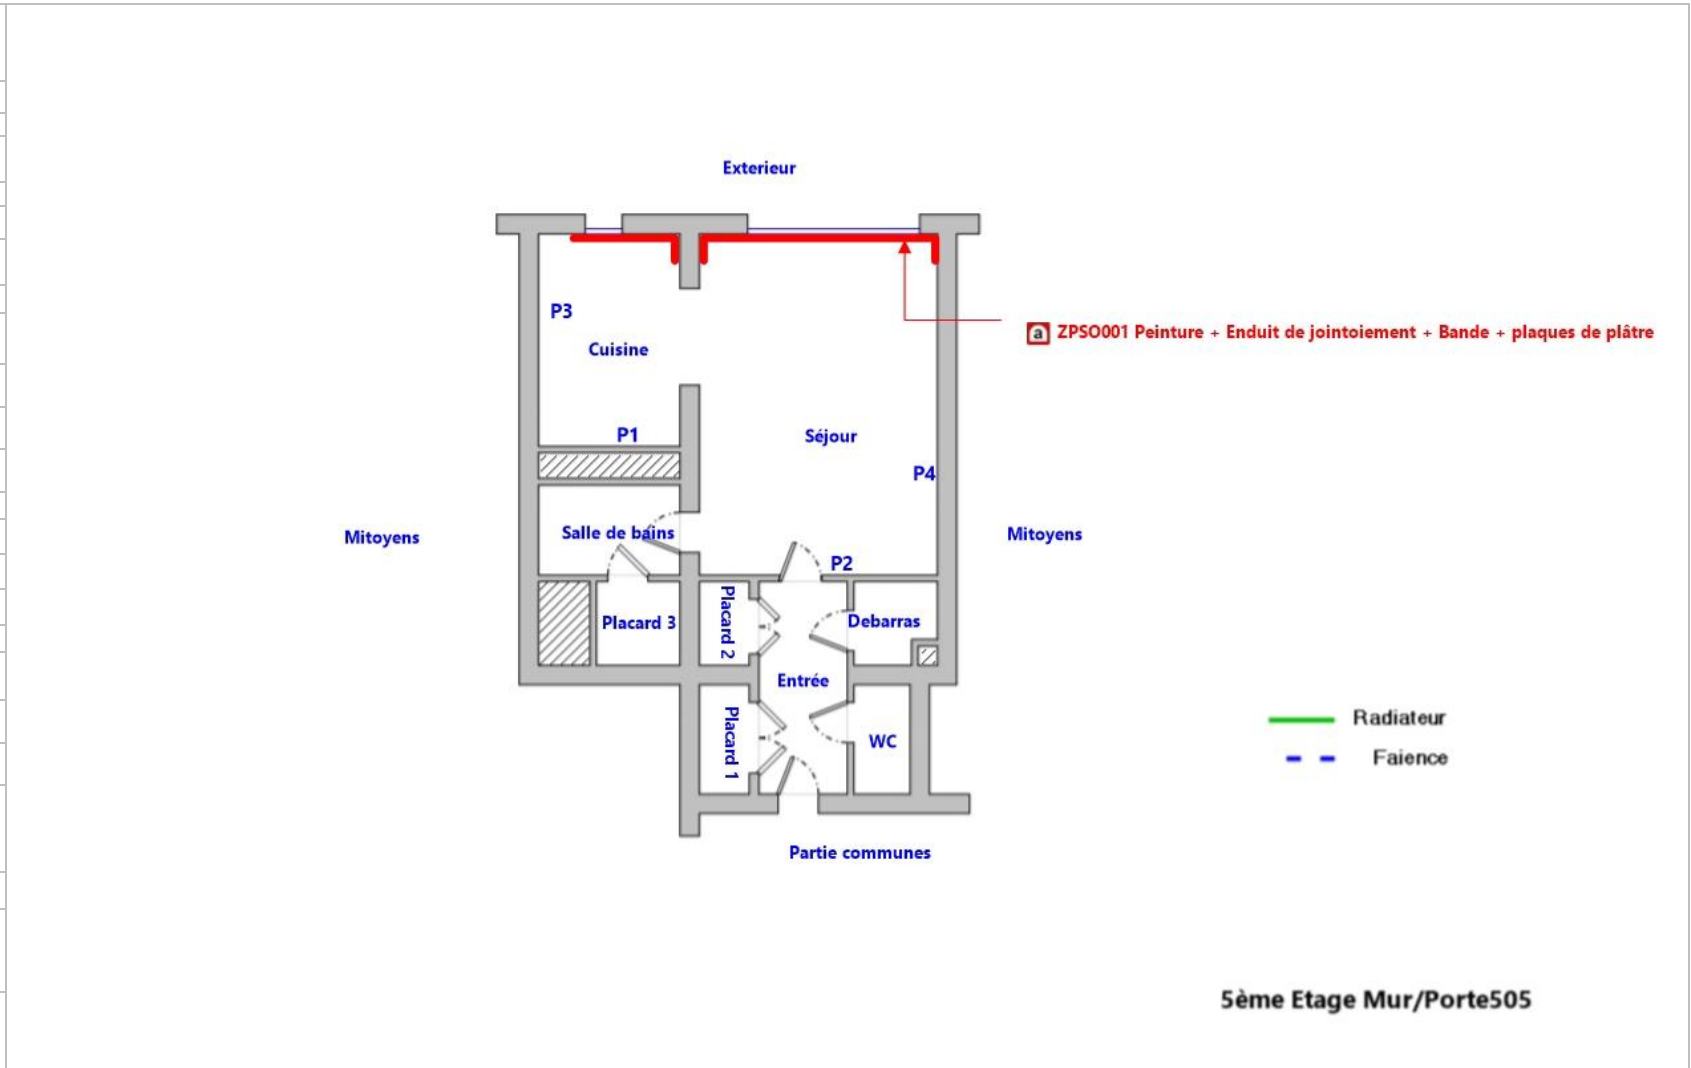 Exterieur
P3
a ZPSO001 Peinture + Enduit de jointoiement + Bande + plaques de plâtre
Cuisine
P1
Séjour
P4
Mitoyens
Salle de bains
Mitoyens
P2
Placard 3
Placard 2
Debarras
Entrée
Placard 1
WC
Radiateur
Faience
Partie communes
5ème Etage Mur/Porte505